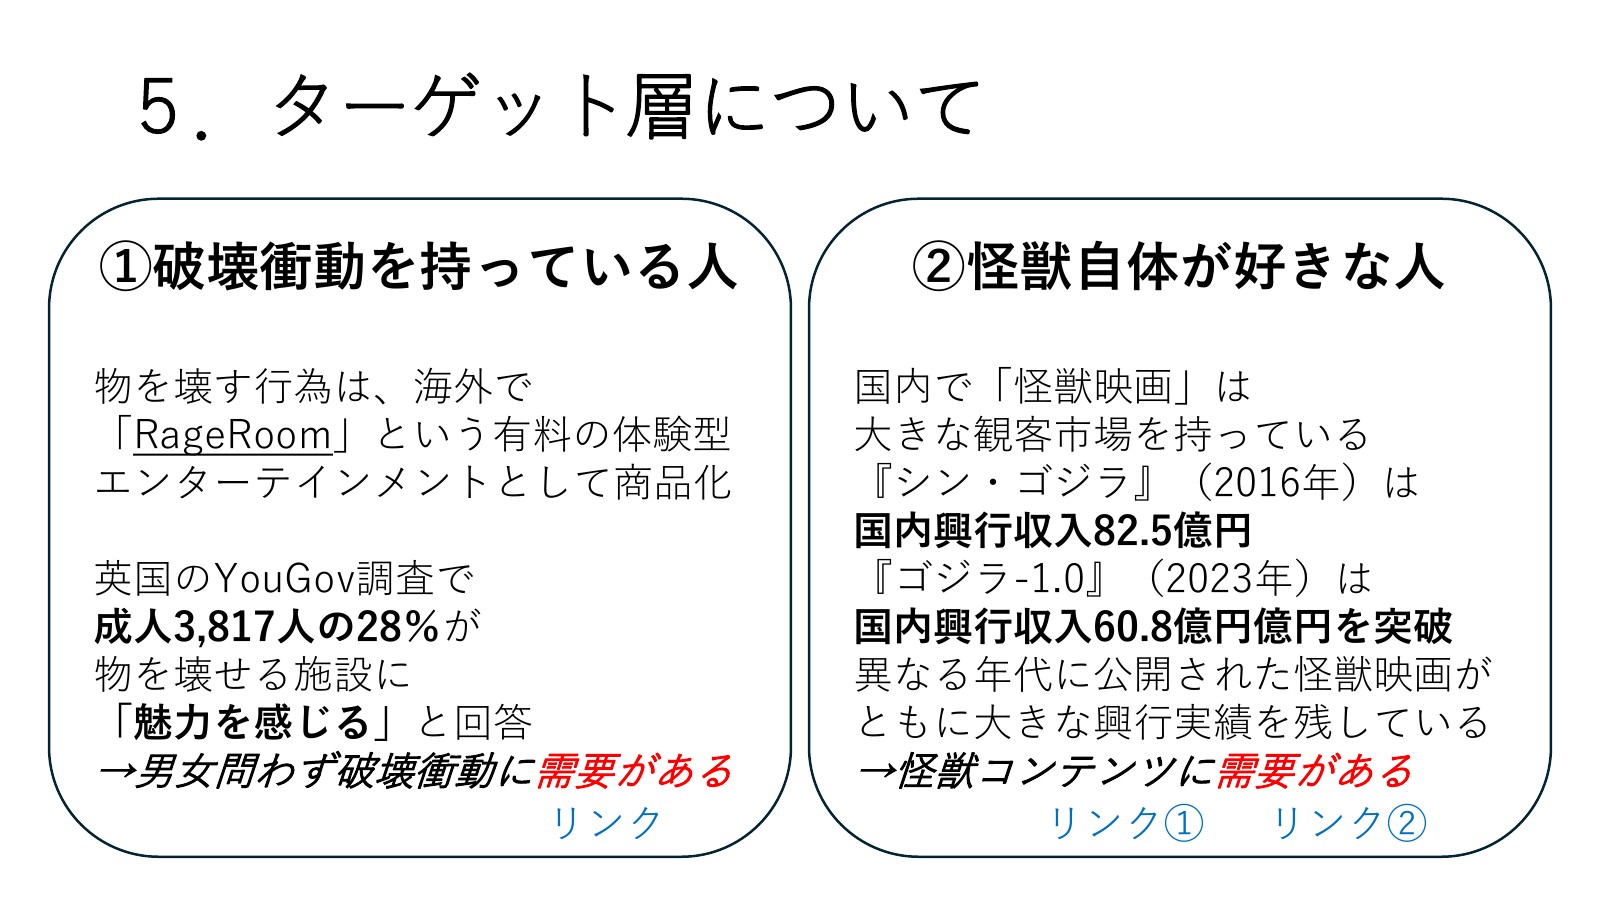 ５．ターゲット層について
①破壊衝動を持っている人
物を壊す行為は、海外で
「RageRoom」という有料の体験型
エンターテインメントとして商品化
英国のYouGov調査で
成人3,817人の28%が
物を壊せる施設に
「魅力を感じる」と回答
→男女問わず破壊衝動に需要がある
リンク
②怪獣自体が好きな人
国内で「怪獣映画」は
大きな観客市場を持っている
『シン・ゴジラ』（2016年）は
国内興行収入82.5億円
『ゴジラ-1.0』（2023年）は
国内興行収入60.8億円億円を突破
異なる年代に公開された怪獣映画が
ともに大きな興行実績を残している
→怪獣コンテンツに需要がある
リンク① リンク②